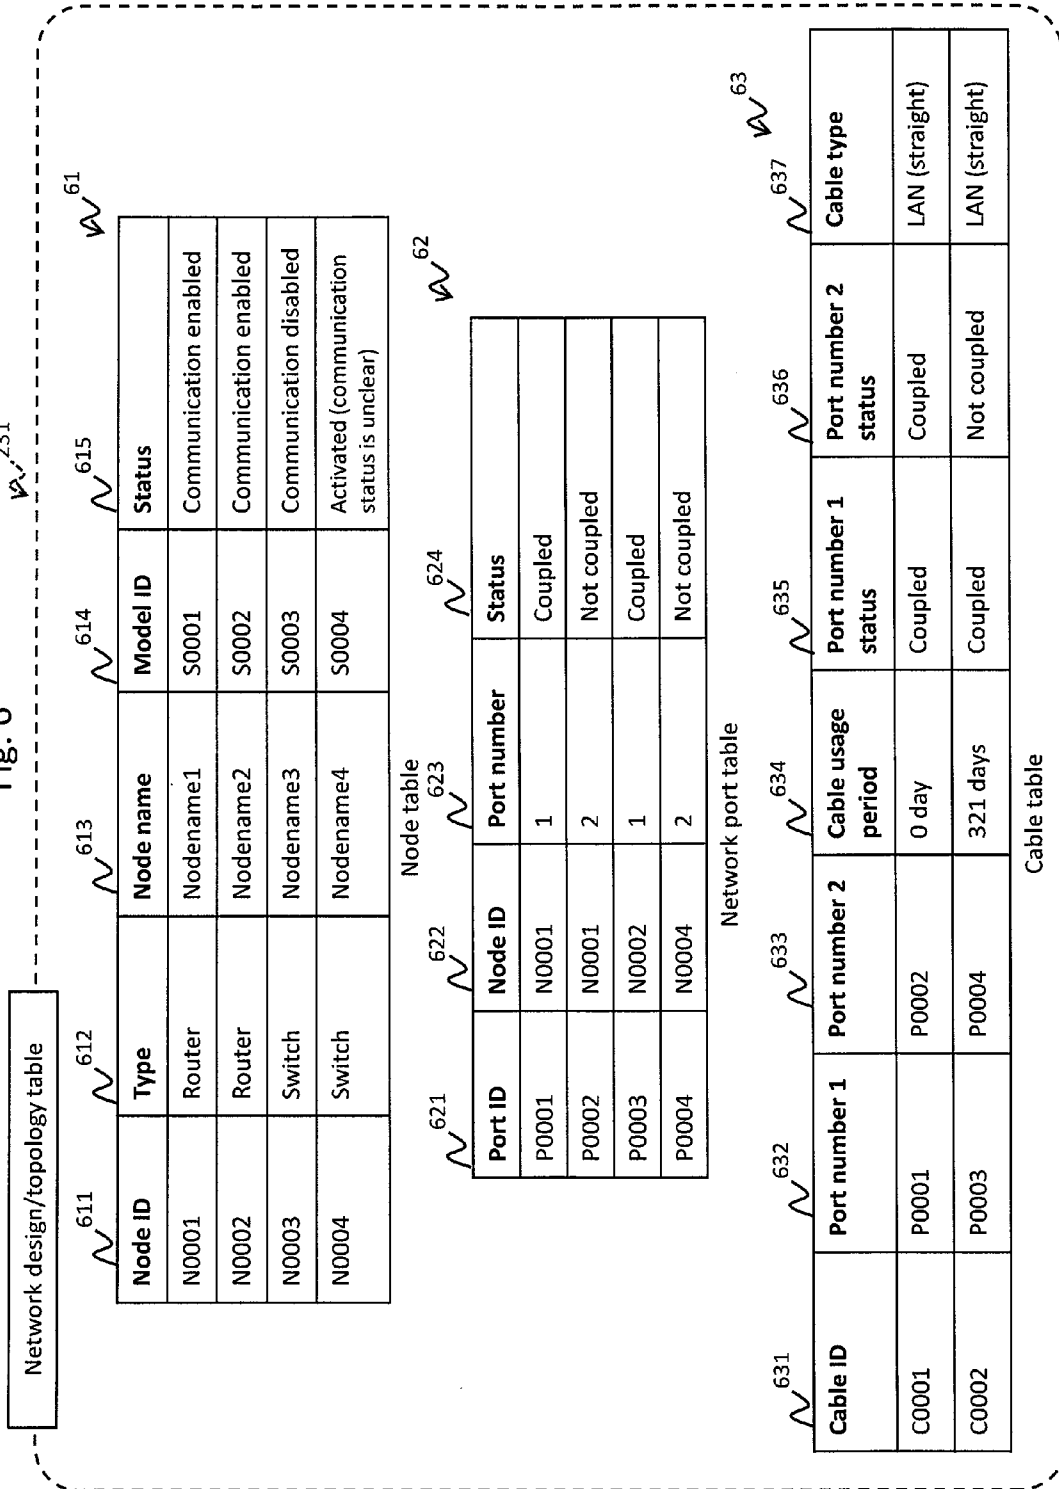 Fig. 6
231
Network design/topology table
61
611 612 613 614 615
Node ID Type Node name Model ID Status
N0001 Router Nodename1 S0001 Communication enabled
N0002 Router Nodename2 S0002 Communication enabled
N0003 Switch Nodename3 S0003 Communication disabled
N0004 Switch Nodename4 S0004 Activated (communication
status is unclear)
Node table
62
621 622 623 624
Port ID Node ID Port number Status
P0001 N0001 1 Coupled
P0002 N0001 2 Not coupled
P0003 N0002 1 Coupled
P0004 N0004 2 Not coupled
Network port table
63
631 632 633 634 635 636 637
Cable ID Port number 1 Port number 2 Cable usage Port number 1 Port number 2 Cable type
period status status
C0001 P0001 P0002 0 day Coupled Coupled LAN (straight)
C0002 P0003 P0004 321 days Coupled Not coupled LAN (straight)
Cable table